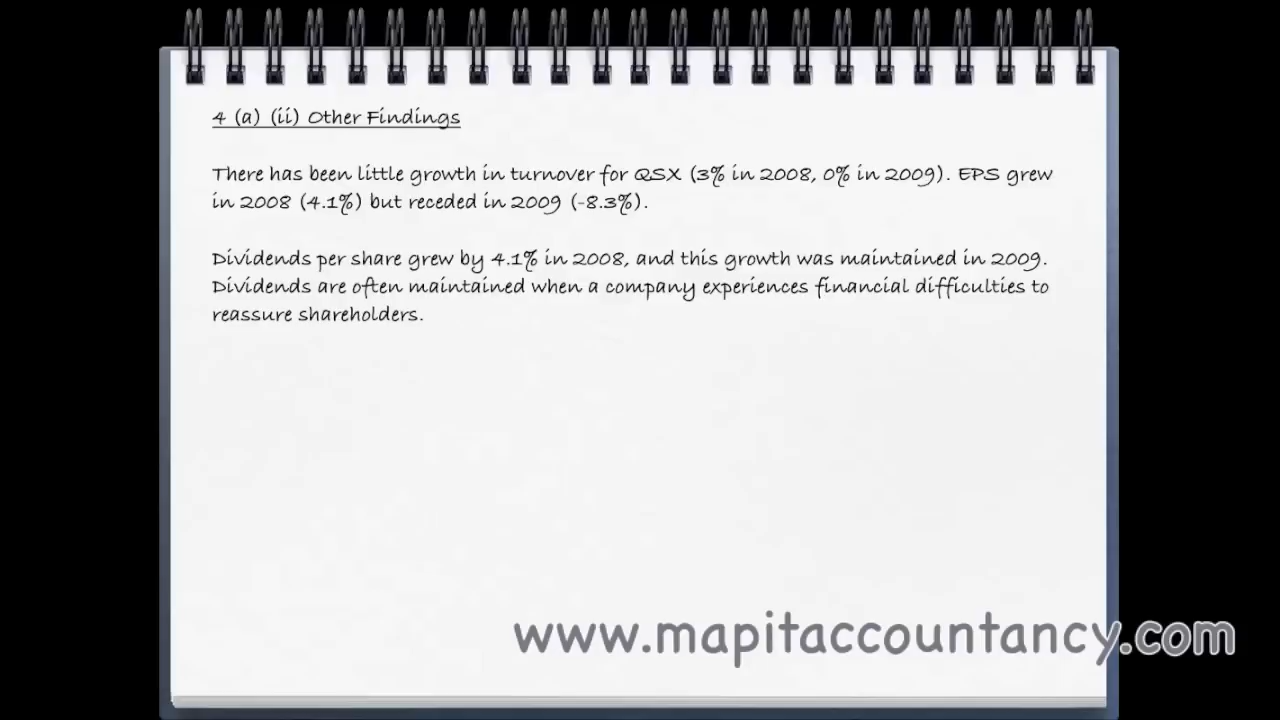 4 (a) (ii) Other Findings
There has been little growth in turnover for QSX (3% in 2008, 0% in 2009). EPS grew
in 2008 (4.1%) but receded in 2009 (-8.3%).
Dividends per share grew by 4.1% in 2008, and this growth was maintained in 2009.
Dividends are often maintained when a company experiences financial difficulties to
reassure shareholders.
www.mapitaccountancy.com